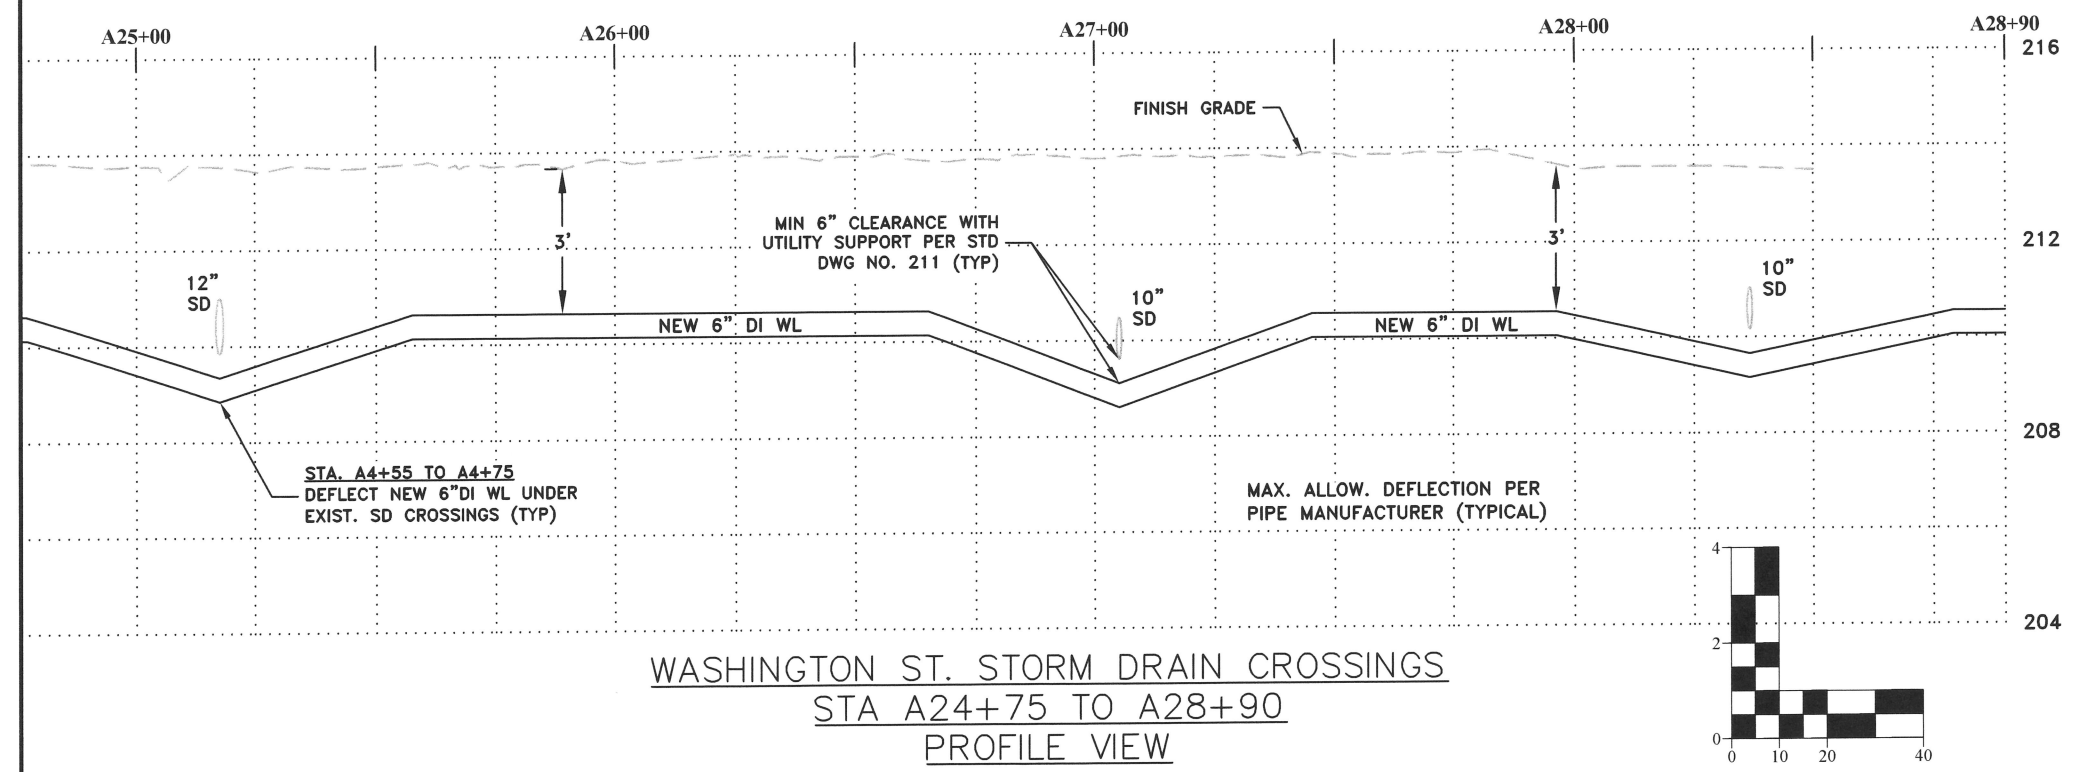 A25+00 A26+00 A27+00 A28+00 A28+90
216
FINISH GRADE
MIN 6" CLEARANCE WITH
UTILITY SUPPORT PER STD
DWG NO. 211 (TYP)
3'
3'
212
12"
SD
10"
SD
10"
SD
NEW 6" DI WL
NEW 6" DI WL
208
STA. A4+55 TO A4+75
DEFLECT NEW 6"DI WL UNDER
EXIST. SD CROSSINGS (TYP)
MAX. ALLOW. DEFLECTION PER
PIPE MANUFACTURER (TYPICAL)
204
WASHINGTON ST. STORM DRAIN CROSSINGS
STA A24+75 TO A28+90
PROFILE VIEW
4
2
0
0 10 20 40